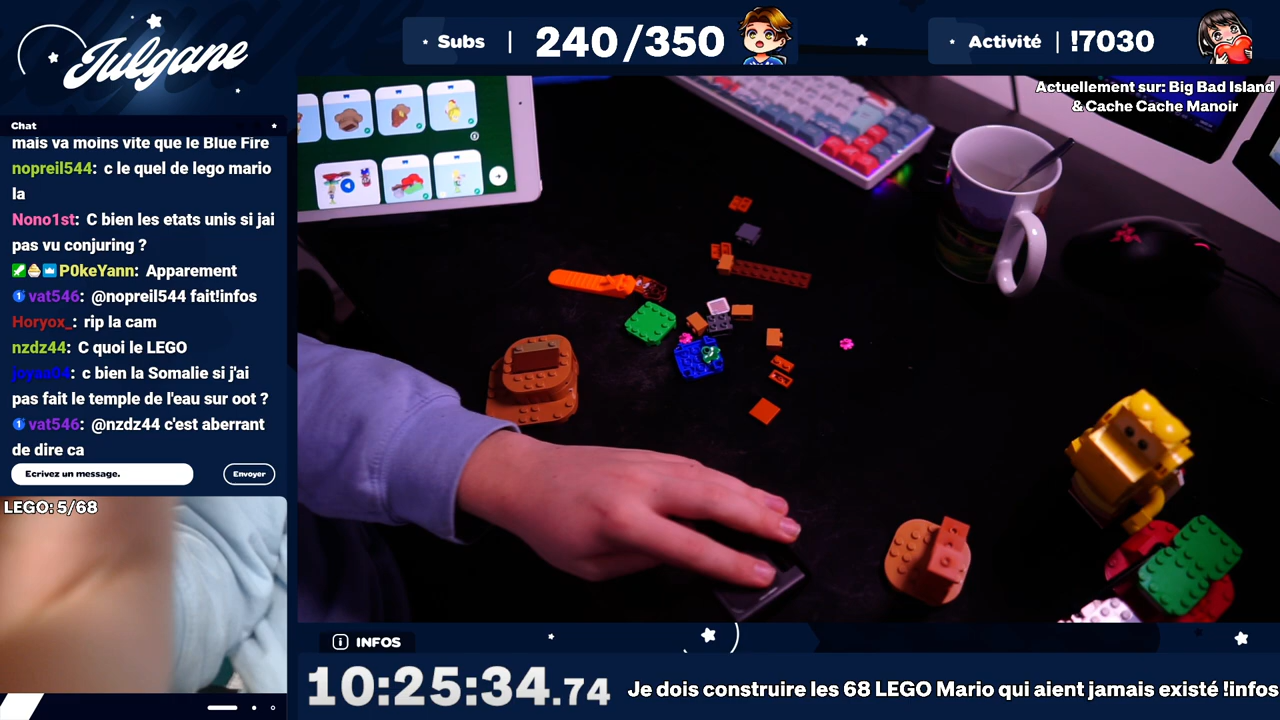 Julgane
Subs | 240/350
Activité | !7030
Actuellement sur: Big Bad Island
& Cache Cache Manoir
Chat
mais va moins vite que le Blue Fire
nopreil544: c le quel de lego mario
la
Nono1st: C bien les etats unis si jai
pas vu conjuring ?
P0keYann: Apparement
1 vat546: @nopreil544 fait!infos
Horyox_: rip la cam
nzdz44: C quoi le LEGO
joyaa04: c bien la Somalie si j'ai
pas fait le temple de l'eau sur oot ?
1 vat546: @nzdz44 c'est aberrant
de dire ca
Ecrivez un message.
Envoyer
LEGO: 5/68
i INFOS
10:25:34.74
Je dois construire les 68 LEGO Mario qui aient jamais existé !infos